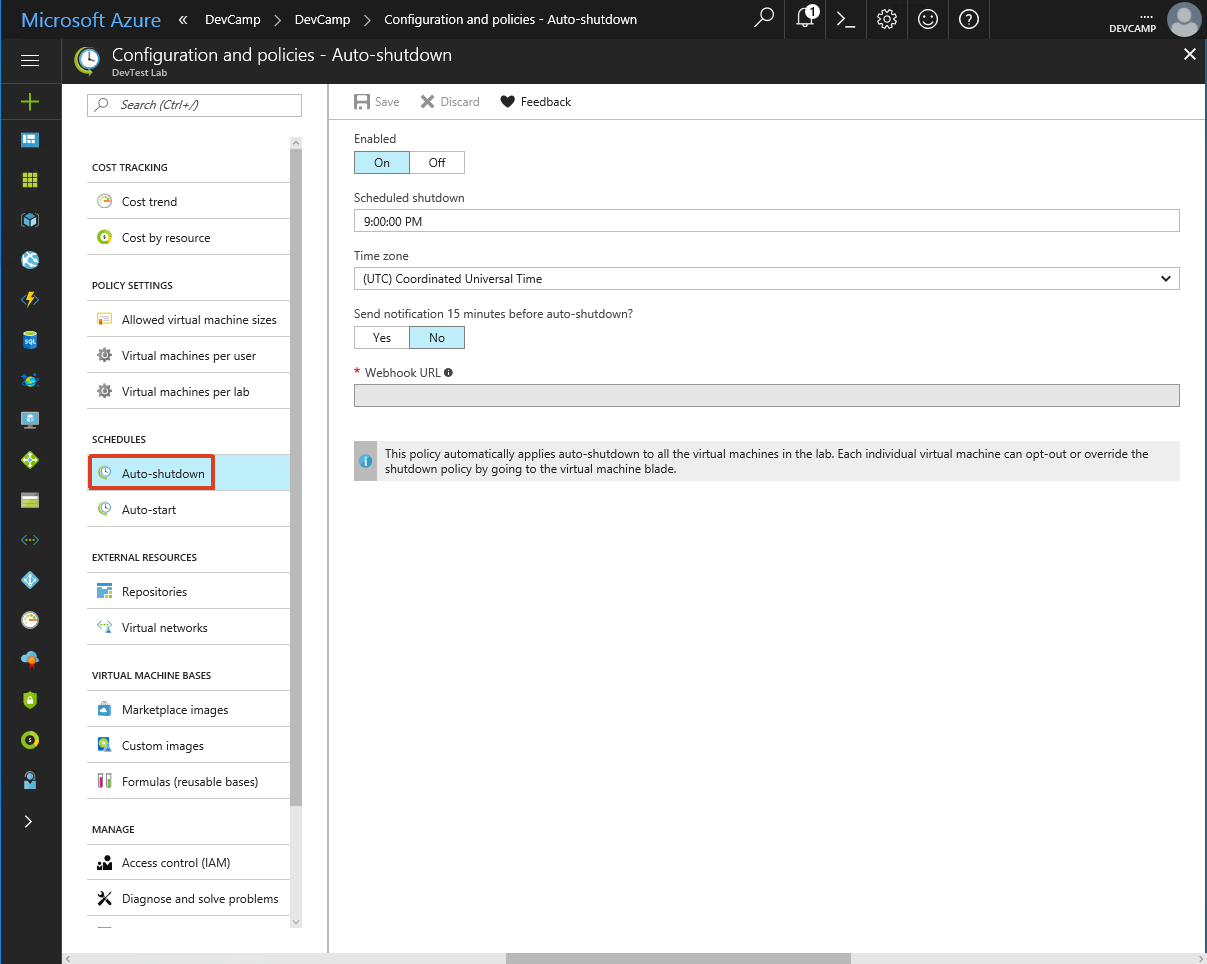 Microsoft Azure « DevCamp > DevCamp > Configuration and policies - Auto-shutdown
1
>_
?
....
DEVCAMP
Configuration and policies - Auto-shutdown
DevTest Lab
Search (Ctrl+/)
COST TRACKING
Cost trend
Cost by resource
POLICY SETTINGS
Allowed virtual machine sizes
Virtual machines per user
Virtual machines per lab
SCHEDULES
Auto-shutdown
Auto-start
EXTERNAL RESOURCES
Repositories
Virtual networks
VIRTUAL MACHINE BASES
Marketplace images
Custom images
Formulas (reusable bases)
MANAGE
Access control (IAM)
Diagnose and solve problems
Save Discard Feedback
Enabled
On Off
Scheduled shutdown
9:00:00 PM
Time zone
(UTC) Coordinated Universal Time
Send notification 15 minutes before auto-shutdown?
Yes No
* Webhook URL
This policy automatically applies auto-shutdown to all the virtual machines in the lab. Each individual virtual machine can opt-out or override the
shutdown policy by going to the virtual machine blade.
SQL